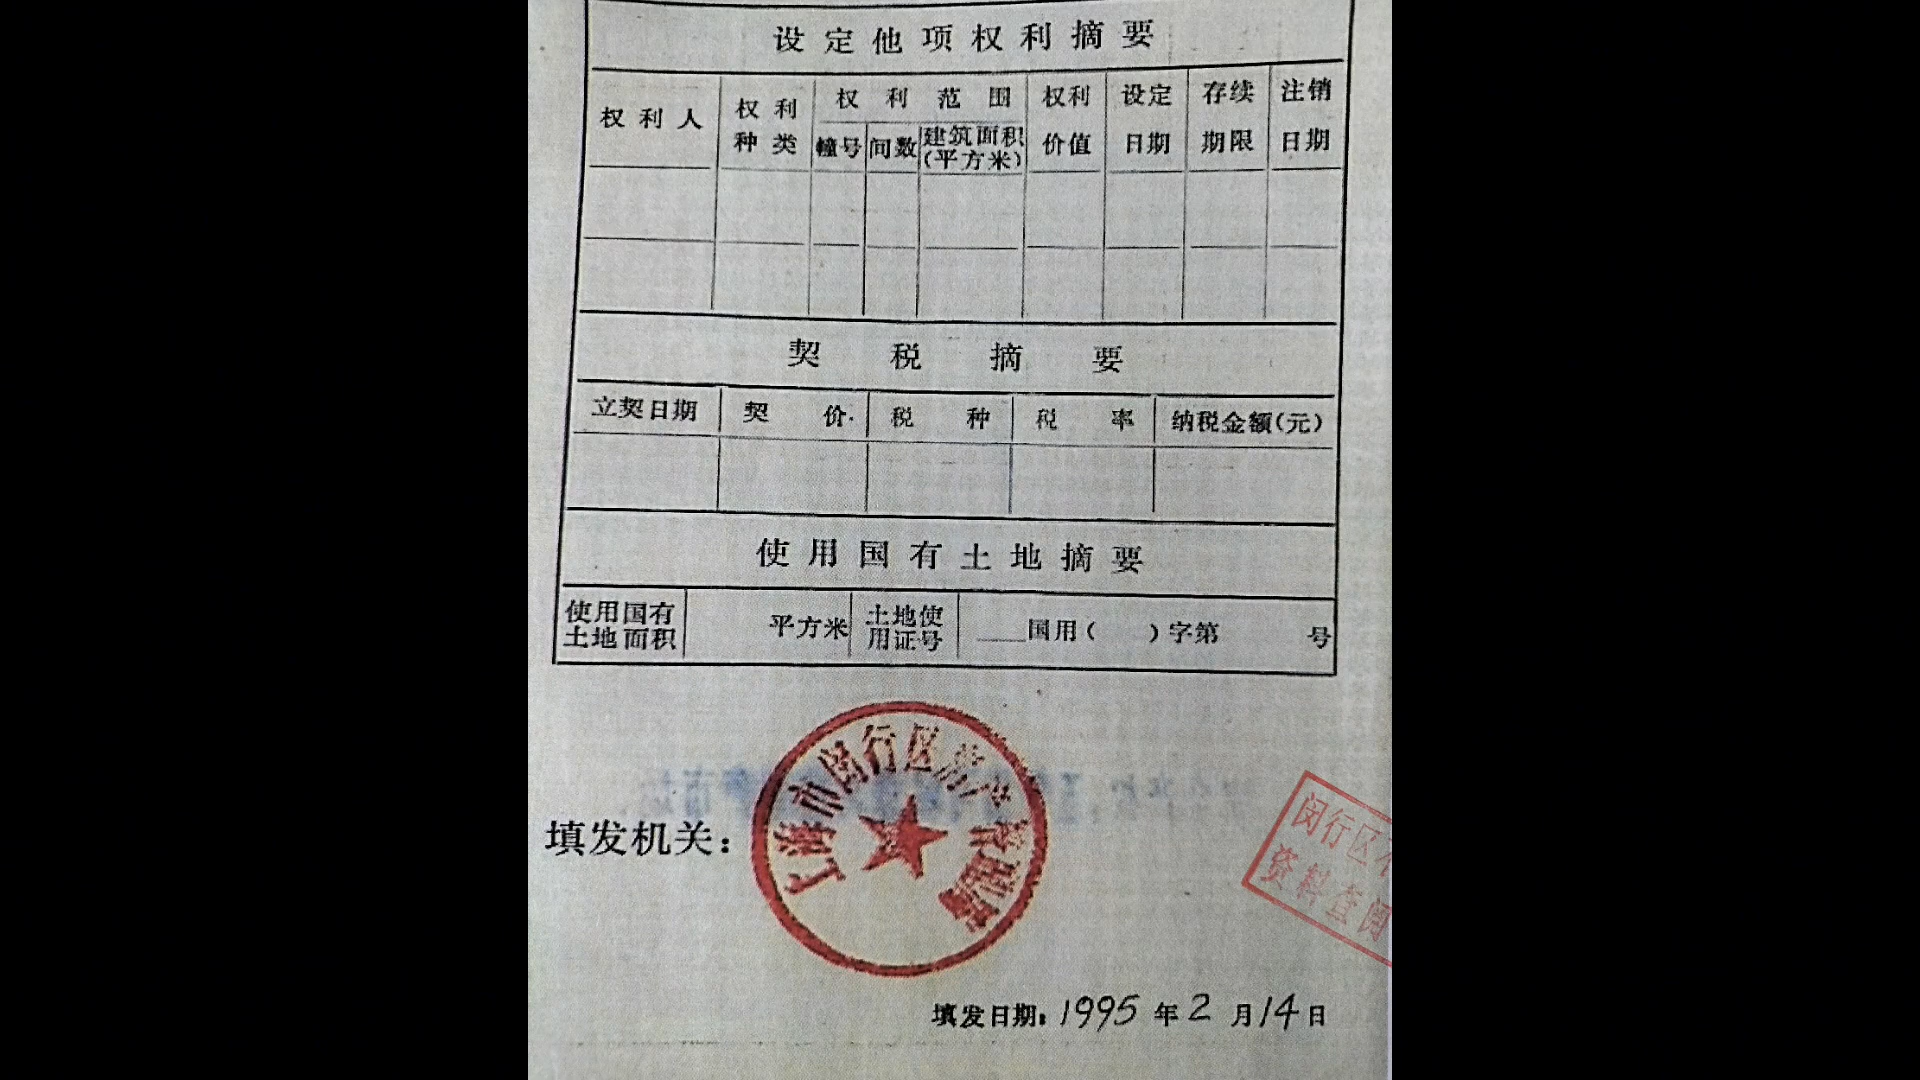 设定他项权利摘要
权利人 权利种类 权利范围 权利价值 设定日期 存续期限 注销日期
幢号 间数 建筑面积(平方米)
契税摘要
立契日期 契价 税种 税率 纳税金额(元)
使用国有土地摘要
使用国有土地面积 平方米 土地使用证号 ___国用( )字第 号
上海市闵行区房产管理局
填发机关:
闵行区
资料查阅
填发日期: 1995年2月14日